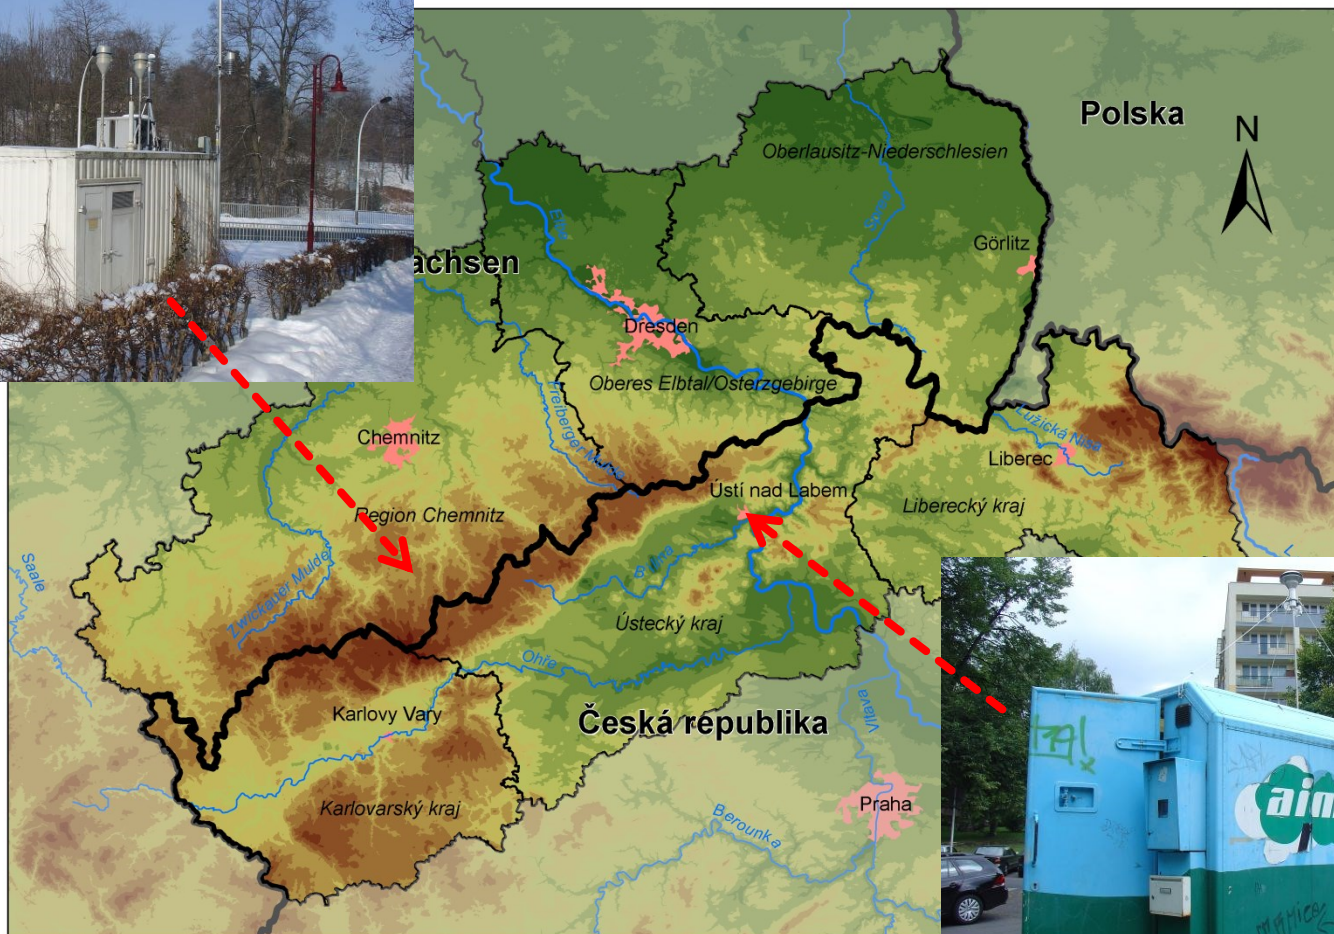 Polska
N
Oberlausitz-Niederschlesien
Spree
Görlitz
Elbe
achsen
Dresden
Oberes Elbtal/Osterzgebirge
Freiberger Mulde
Chemnitz
Lužická Nisa
Liberec
Ústí nad Labem
Liberecký kraj
Region Chemnitz
L
Saale
Zwickauer Mulde
Bílina
Ústecký kraj
Ohře
Karlovy Vary
Česká republika
Vltava
Karlovarský kraj
Praha
Berounka
aim